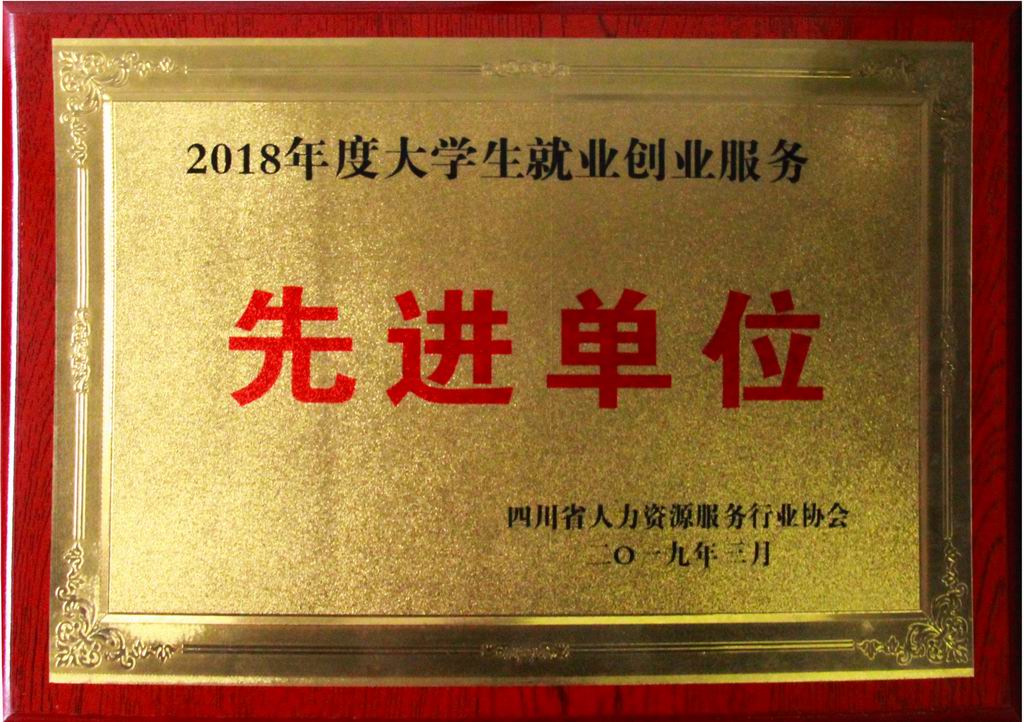 2018年度大学生就业创业服务
先进单位
四川省人力资源服务行业协会
二〇一九年三月